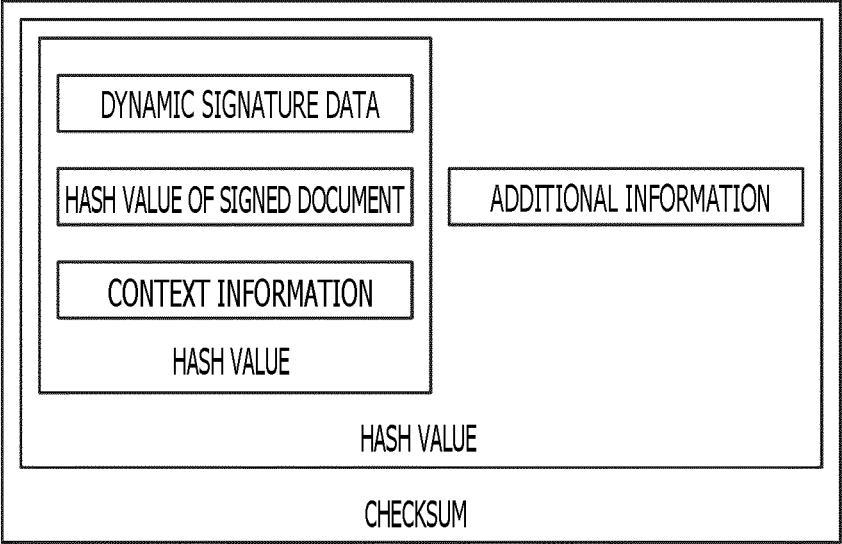 DYNAMIC SIGNATURE DATA
HASH VALUE OF SIGNED DOCUMENT
ADDITIONAL INFORMATION
CONTEXT INFORMATION
HASH VALUE
HASH VALUE
CHECKSUM